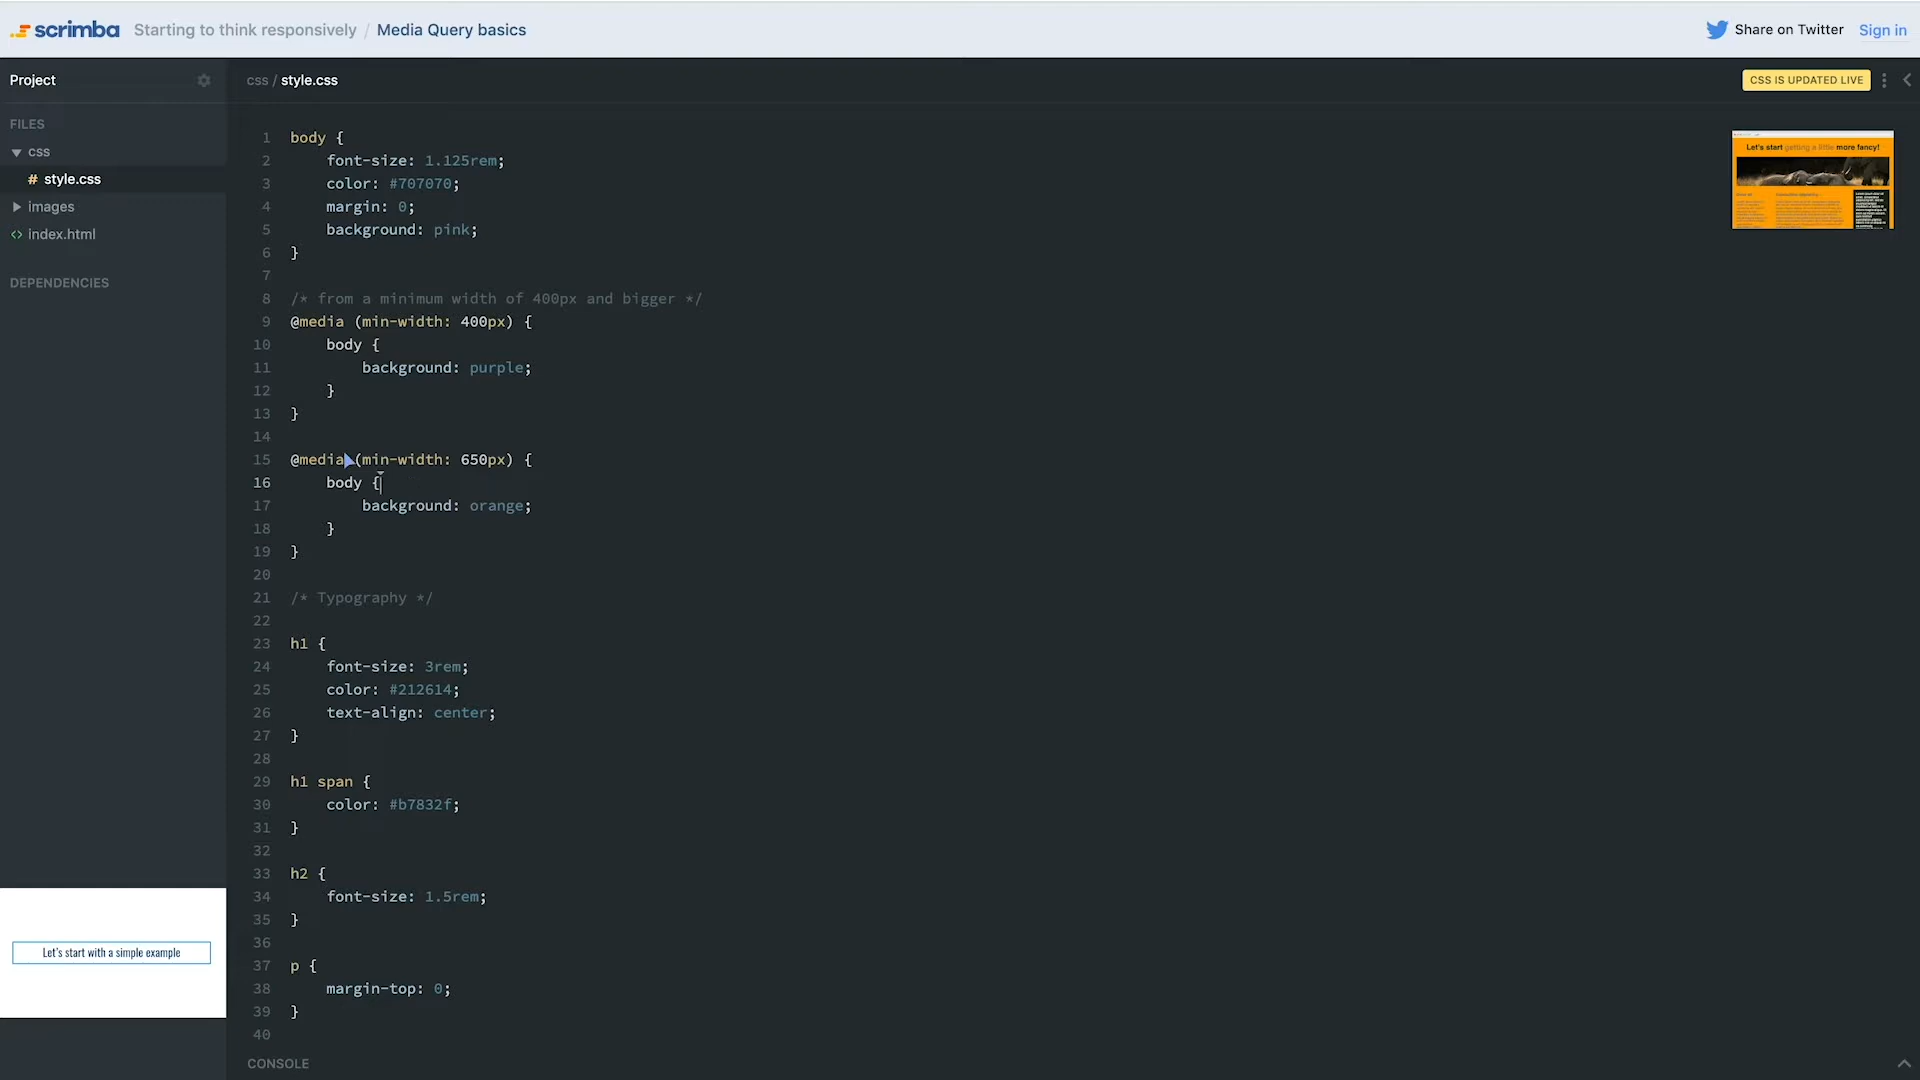 scrimba Starting to think responsively / Media Query basics Share on Twitter Sign in
Project css / style.css CSS IS UPDATED LIVE
FILES
css
# style.css
images
<> index.html
DEPENDENCIES
1 body {
2 font-size: 1.125rem;
3 color: #707070;
4 margin: 0;
5 background: pink;
6 }
7
8 /* from a minimum width of 400px and bigger */
9 @media (min-width: 400px) {
10 body {
11 background: purple;
12 }
13 }
14
15 @media (min-width: 650px) {
16 body {
17 background: orange;
18 }
19 }
20
21 /* Typography */
22
23 h1 {
24 font-size: 3rem;
25 color: #212614;
26 text-align: center;
27 }
28
29 h1 span {
30 color: #b7832f;
31 }
32
33 h2 {
34 font-size: 1.5rem;
35 }
36
37 p {
38 margin-top: 0;
39 }
40
Let's start getting a little more fancy!
Let's start with a simple example
CONSOLE